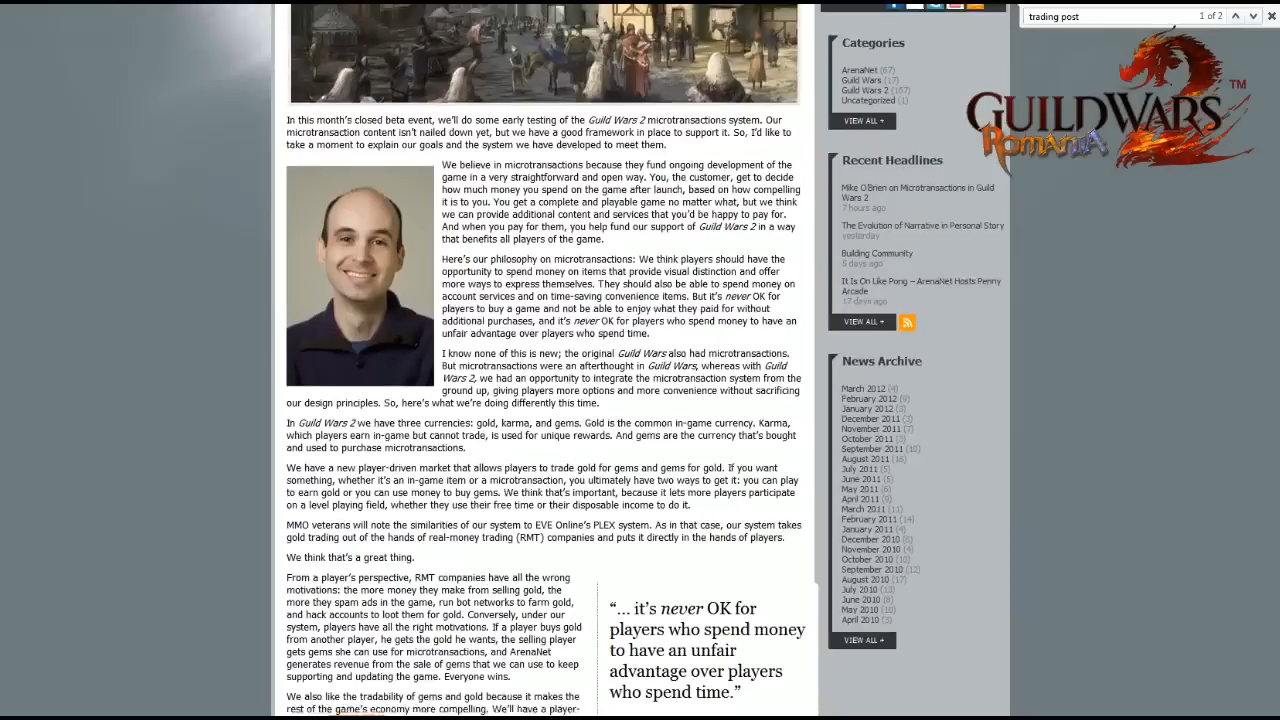 trading post
1 of 2
In this month's closed beta event, we'll do some early testing of the Guild Wars 2 microtransactions system. Our
microtransaction content isn't nailed down yet, but we have a good framework in place to support it. So, I'd like to
take a moment to explain our goals and the system we have developed to meet them.
We believe in microtransactions because they fund ongoing development of the
game in a very straightforward and open way. You, the customer, get to decide
how much money you spend on the game after launch, based on how compelling
it is to you. You get a complete and playable game no matter what, but we think
we can provide additional content and services that you'd be happy to pay for.
And when you pay for them, you help fund our support of Guild Wars 2 in a way
that benefits all players of the game.
Here's our philosophy on microtransactions: We think players should have the
opportunity to spend money on items that provide visual distinction and offer
more ways to express themselves. They should also be able to spend money on
account services and on time-saving convenience items. But it's never OK for
players to buy a game and not be able to enjoy what they paid for without
additional purchases, and it's never OK for players who spend money to have an
unfair advantage over players who spend time.
I know none of this is new; the original Guild Wars also had microtransactions.
But microtransactions were an afterthought in Guild Wars, whereas with Guild
Wars 2, we had an opportunity to integrate the microtransaction system from the
ground up, giving players more options and more convenience without sacrificing
our design principles. So, here's what we're doing differently this time.
In Guild Wars 2 we have three currencies: gold, karma, and gems. Gold is the common in-game currency. Karma,
which players earn in-game but cannot trade, is used for unique rewards. And gems are the currency that's bought
and used to purchase microtransactions.
We have a new player-driven market that allows players to trade gold for gems and gems for gold. If you want
something, whether it's an in-game item or a microtransaction, you ultimately have two ways to get it: you can play
to earn gold or you can use money to buy gems. We think that's important, because it lets more players participate
on a level playing field, whether they use their free time or their disposable income to do it.
MMO veterans will note the similarities of our system to EVE Online's PLEX system. As in that case, our system takes
gold trading out of the hands of real-money trading (RMT) companies and puts it directly in the hands of players.
We think that's a great thing.
From a player's perspective, RMT companies have all the wrong
motivations: the more money they make from selling gold, the
more they spam ads in the game, run bot networks to farm gold,
and hack accounts to loot them for gold. Conversely, under our
system, players have all the right motivations. If a player buys gold
from another player, he gets the gold he wants, the selling player
gets gems she can use for microtransactions, and ArenaNet
generates revenue from the sale of gems that we can use to keep
supporting and updating the game. Everyone wins.
We also like the tradability of gems and gold because it makes the
rest of the game's economy more compelling. We'll have a player-
"... it's never OK for
players who spend money
to have an unfair
advantage over players
who spend time."
Categories
ArenaNet (67)
Guild Wars (17)
Guild Wars 2 (167)
Uncategorized (1)
VIEW ALL +
Recent Headlines
Mike O'Brien on Microtransactions in Guild
Wars 2
7 hours ago
The Evolution of Narrative in Personal Story
yesterday
Building Community
5 days ago
It Is On Like Pong – ArenaNet Hosts Penny
Arcade
17 days ago
VIEW ALL +
News Archive
March 2012 (4)
February 2012 (9)
January 2012 (3)
December 2011 (3)
November 2011 (7)
October 2011 (3)
September 2011 (10)
August 2011 (16)
July 2011 (5)
June 2011 (5)
May 2011 (6)
April 2011 (9)
March 2011 (11)
February 2011 (14)
January 2011 (4)
December 2010 (6)
November 2010 (4)
October 2010 (10)
September 2010 (12)
August 2010 (17)
July 2010 (13)
June 2010 (8)
May 2010 (10)
April 2010 (3)
VIEW ALL +
GUILD WARS 2 ™
ROMANIA